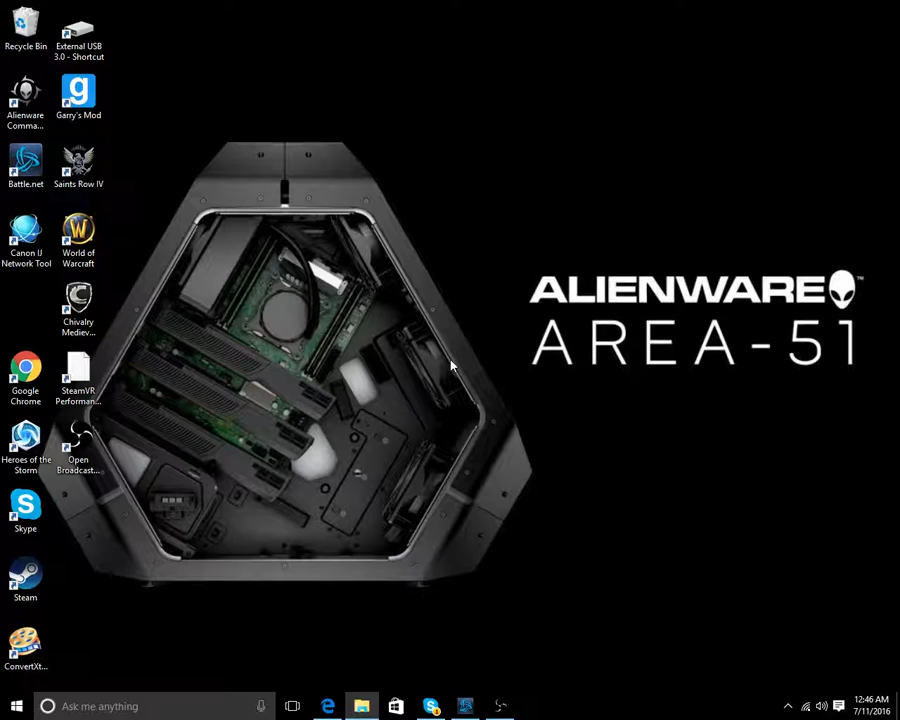 Recycle Bin
External USB
3.0 - Shortcut
Alienware
Comma...
Garry's Mod
Battle.net
Saints Row IV
Canon IJ
Network Tool
World of
Warcraft
Chivalry
Mediev...
Google
Chrome
SteamVR
Performan...
Heroes of the
Storm
Open
Broadcast...
Skype
Steam
ConvertXt...
ALIENWARE™
AREA-51
Ask me anything
12:46 AM
7/11/2016